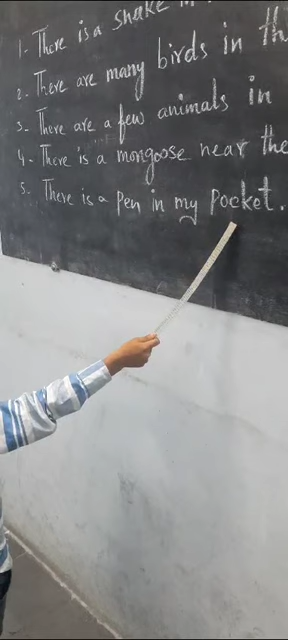 1- There is a snake in
2. There are many birds in th
3- There are a few animals in
4- There is a mongoose near the
5. There is a Pen in my Pocket.